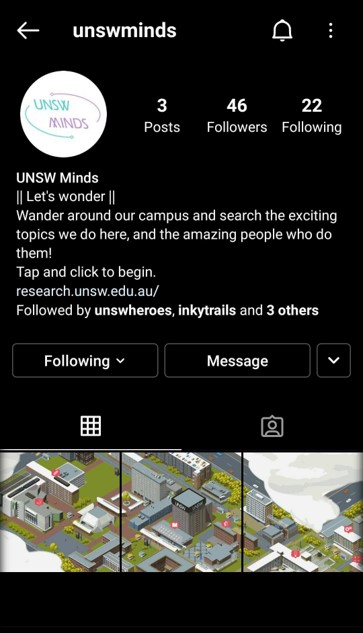 unswminds
UNSW
MINDS
3 46 22
Posts Followers Following
UNSW Minds
|| Let's wonder ||
Wander around our campus and search the exciting
topics we do here, and the amazing people who do
them!
Tap and click to begin.
research.unsw.edu.au/
Followed by unswheroes, inkytrails and 3 others
Following Message